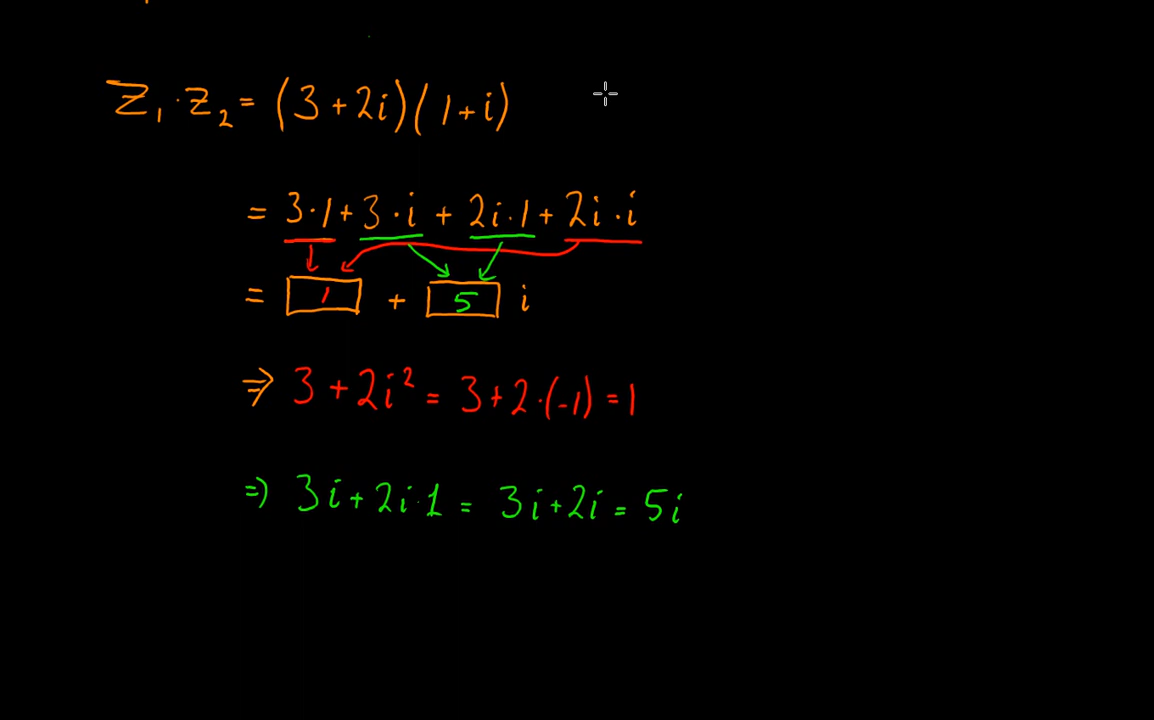 Z₁·Z₂ = (3+2i)(1+i)
= 3·1+3·i + 2i·1+2i·i
= 1 + 5 i
⇒ 3+2i² = 3+2·(-1) = 1
⇒ 3i+2i·1 = 3i+2i = 5i